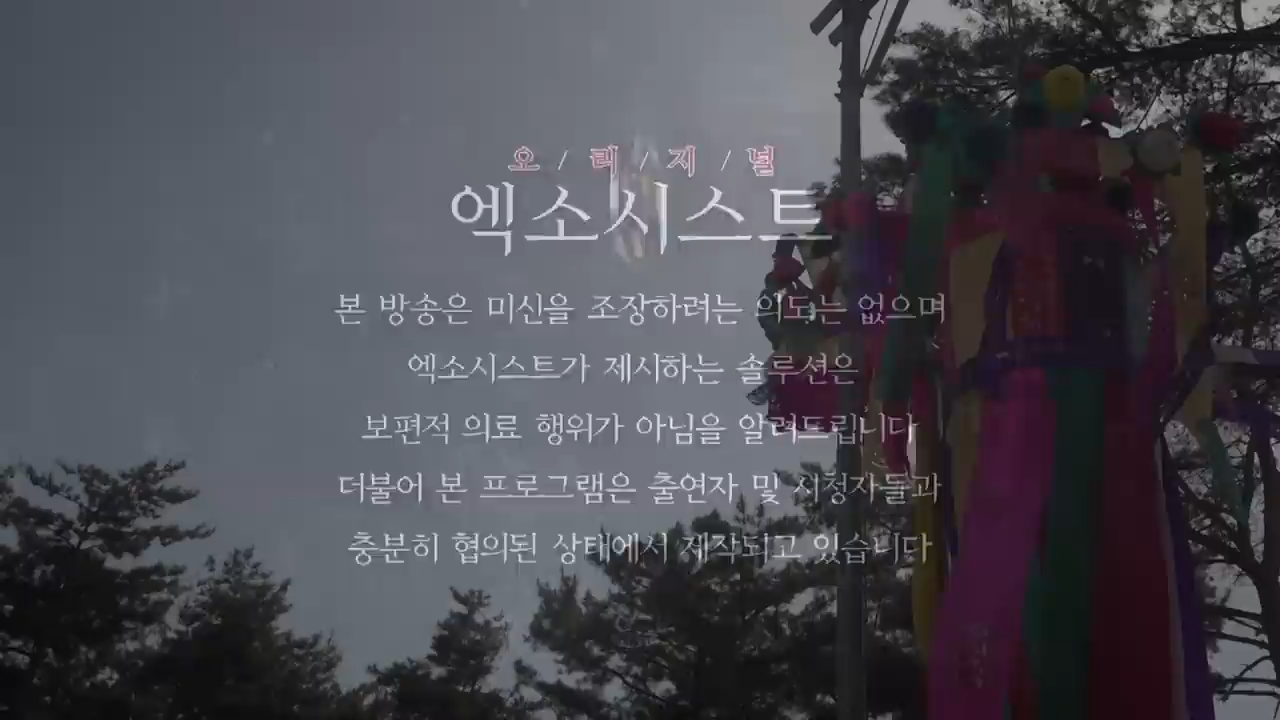 오/리/지/널
엑소시스트
본 방송은 미신을 조장하려는 의도는 없으며
엑소시스트가 제시하는 솔루션은
보편적 의료 행위가 아님을 알려드립니다
더불어 본 프로그램은 출연자 및 시청자들과
충분히 협의된 상태에서 제작되고 있습니다